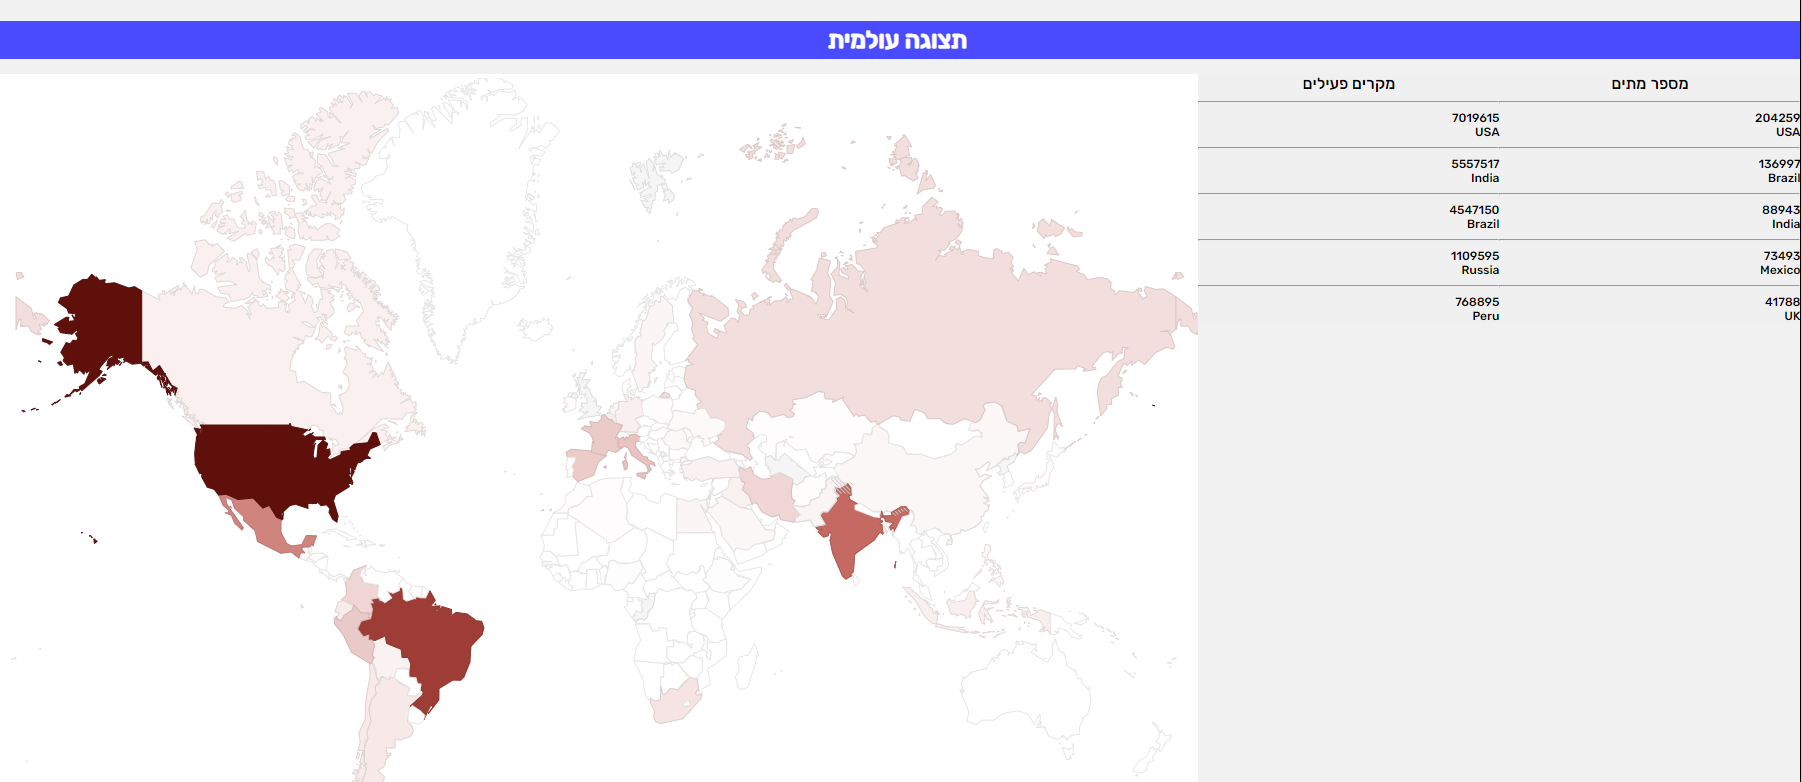 תצוגה עולמית
מספר מתים
מקרים פעילים
204259
USA
7019615
USA
136997
Brazil
5557517
India
88943
India
4547150
Brazil
73493
Mexico
1109595
Russia
41788
UK
768895
Peru